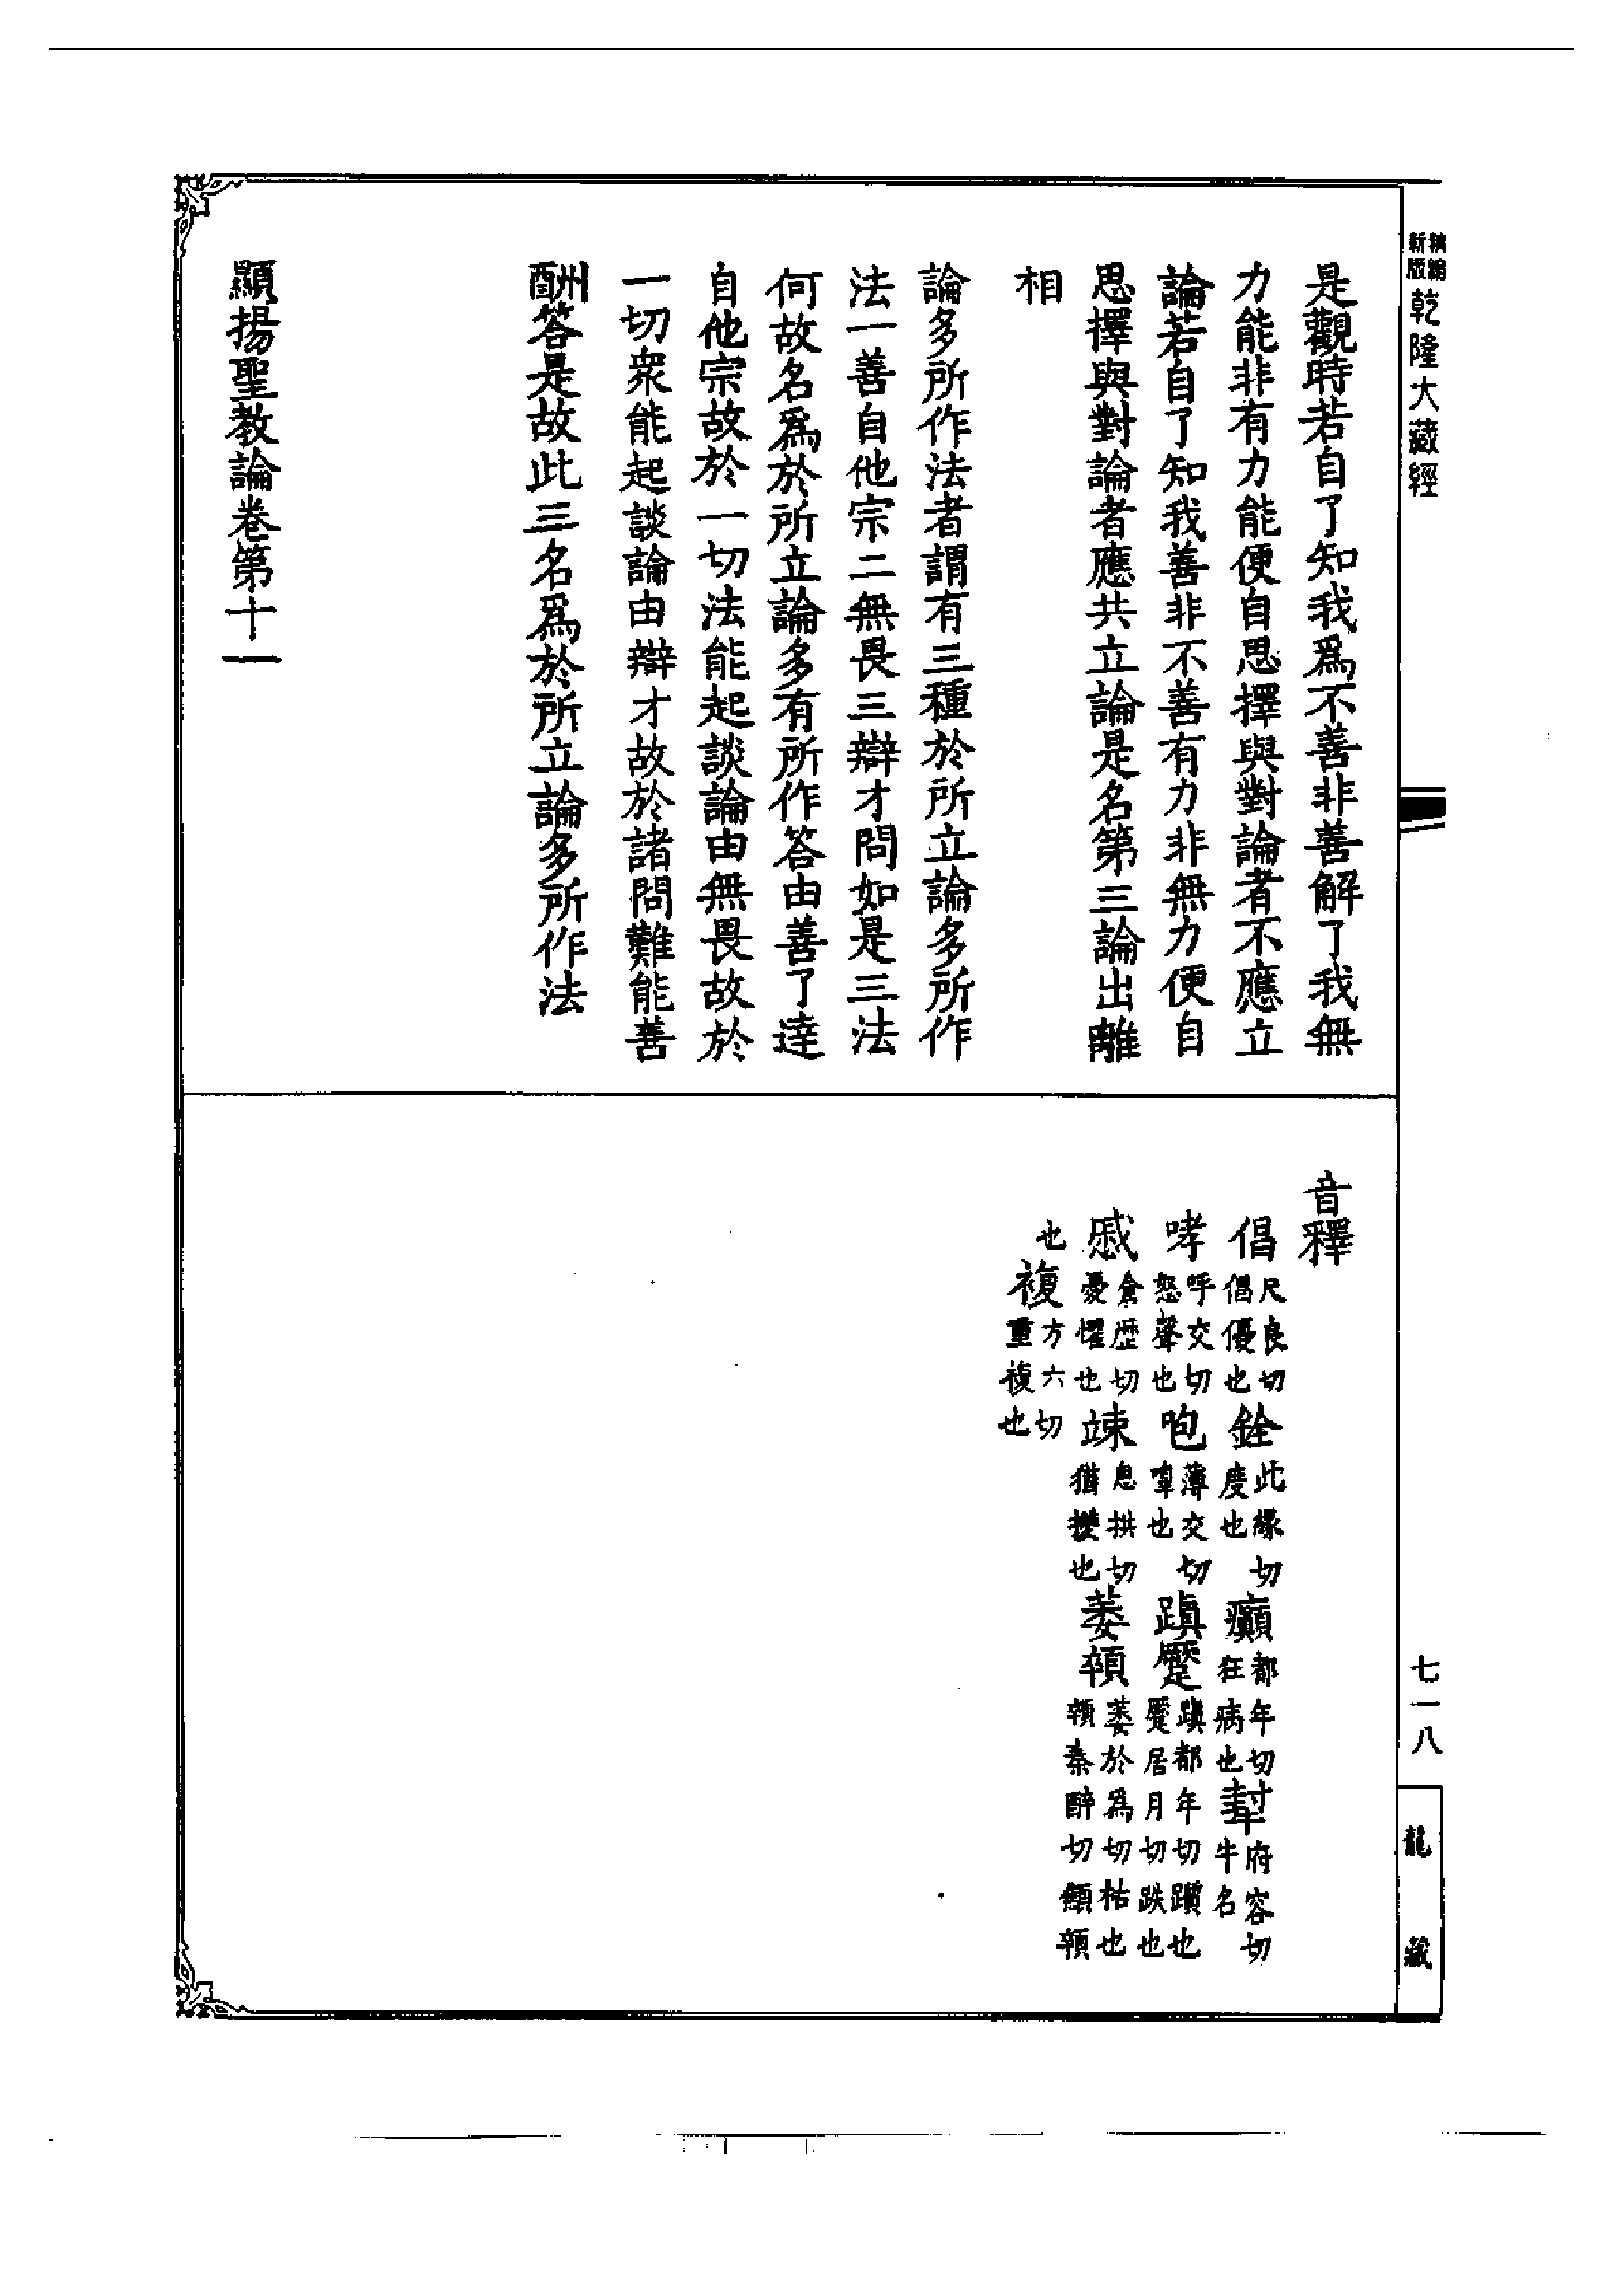 新編
新版
乾隆大藏經
是觀時若自了知我為不善非善解了我無
力能非有力能便自思擇與對論者不應立
論若自了知我善非不善有力非無力便自
思擇與對論者應共立論是名第三論出離
相
論多所作法者謂有三種於所立論多所作
法一善自他宗二無畏三辯才問如是三法
何故名為於所立論多有所作答由善了達
自他宗故於一切法能起談論由無畏故於
一切眾能起談論由辯才故於諸問難能善
酬答是故此三名為於所立論多所作法
顯揚聖教論卷第十一
音釋
倡尺良切倡優也銓此緣切度也癲都年切狂病也犎府容切牛名
哮呼交切怒聲也咆薄交切嘷也蹎蹷蹎都年切蹷居月切跌也躓也
慼倉歷切憂懼也竦息拱切猶㩳也萎顇萎於為切枯也顇秦醉切顦顇
也複方六切重複也
七一八
龍藏